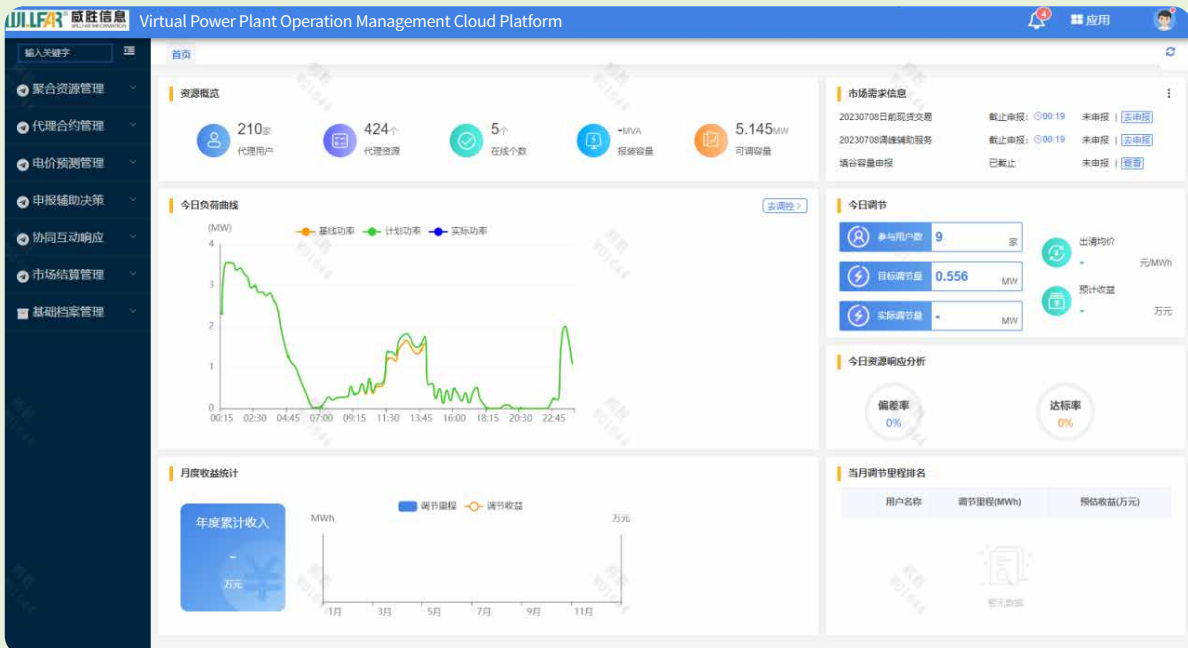 WLLFAR 威胜信息 Virtual Power Plant Operation Management Cloud Platform
4
应用
输入关键字
首页
聚合资源管理
代理合约管理
电价预测管理
申报辅助决策
协同互动响应
市场结算管理
基础档案管理
资源概览
210家
代理用户
424个
代理资源
5个
在线个数
-MVA
报装容量
5.145MW
可调容量
市场需求信息
20230708日前现货交易 截止申报: 00:19 未申报 | 去申报
20230708调峰辅助服务 截止申报: 00:19 未申报 | 去申报
填谷容量申报 已截止 未申报 | 查看
今日负荷曲线
去调控 >
(MW)
基线功率 计划功率 实际功率
4
3
2
1
0
00:15 02:30 04:45 07:00 09:15 11:30 13:45 16:00 18:15 20:30 22:45
今日调节
参与用户数 9 家
目标调节量 0.556 MW
实际调节量 - MW
出清均价
- 元/MWh
预计收益
- 万元
今日资源响应分析
偏差率
0%
达标率
0%
月度收益统计
年度累计收入
-
万元
调节里程 调节收益
MWh 万元
1月 3月 5月 7月 9月 11月
当月调节里程排名
用户名称 调节里程(MWh) 预估收益(万元)
暂无数据